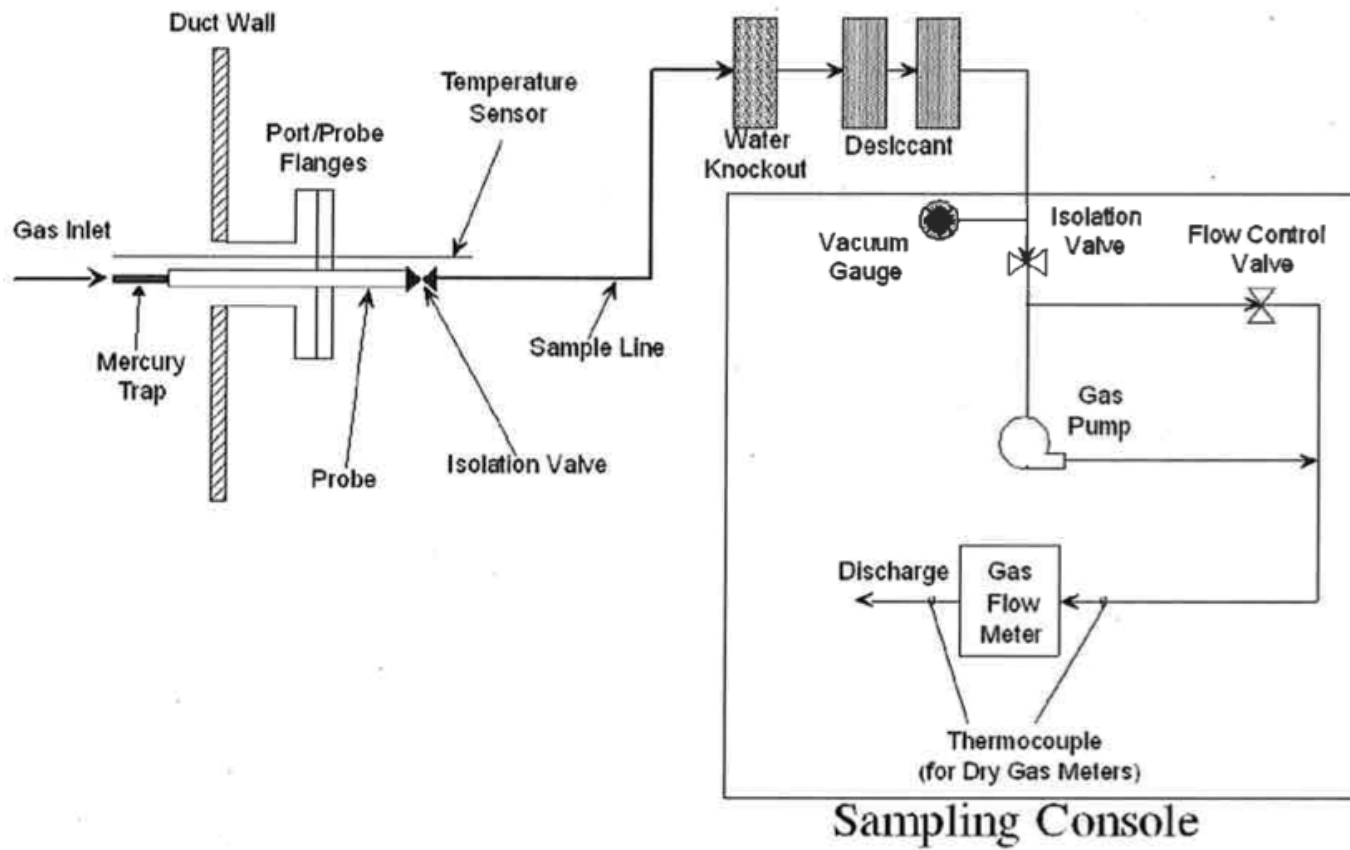 Duct Wall
Temperature
Sensor
Port/Probe
Flanges
Gas Inlet
Mercury
Trap
Probe
Isolation Valve
Sample Line
Water
Knockout
Desiccant
Vacuum
Gauge
Isolation
Valve
Flow Control
Valve
Gas
Pump
Discharge
Gas
Flow
Meter
Thermocouple
(for Dry Gas Meters)
Sampling Console